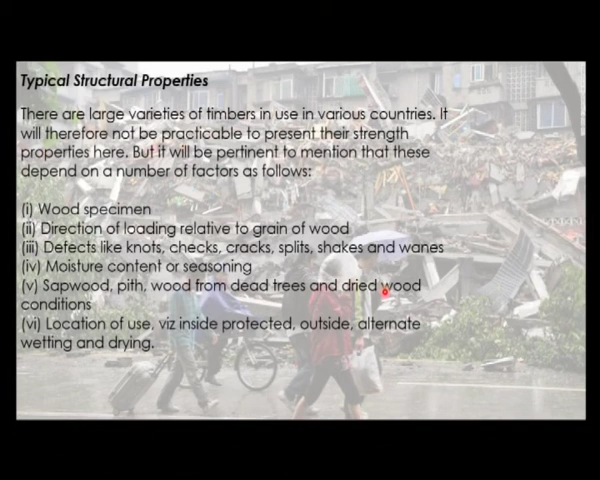 Typical Structural Properties
There are large varieties of timbers in use in various countries. It
will therefore not be practicable to present their strength
properties here. But it will be pertinent to mention that these
depend on a number of factors as follows:
(i) Wood specimen
(ii) Direction of loading relative to grain of wood
(iii) Defects like knots, checks, cracks, splits, shakes and wanes
(iv) Moisture content or seasoning
(v) Sapwood, pith, wood from dead trees and dried wood
conditions
(vi) Location of use, viz inside protected, outside, alternate
wetting and drying.